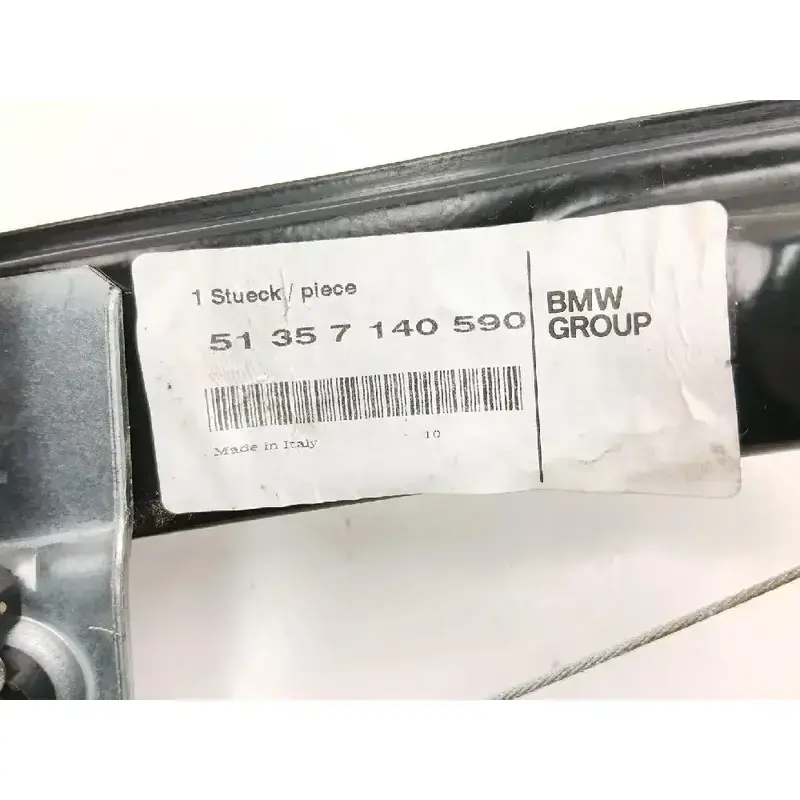 1 Stueck / piece
51 35 7 140 590
BMW
GROUP
Made in Italy 10